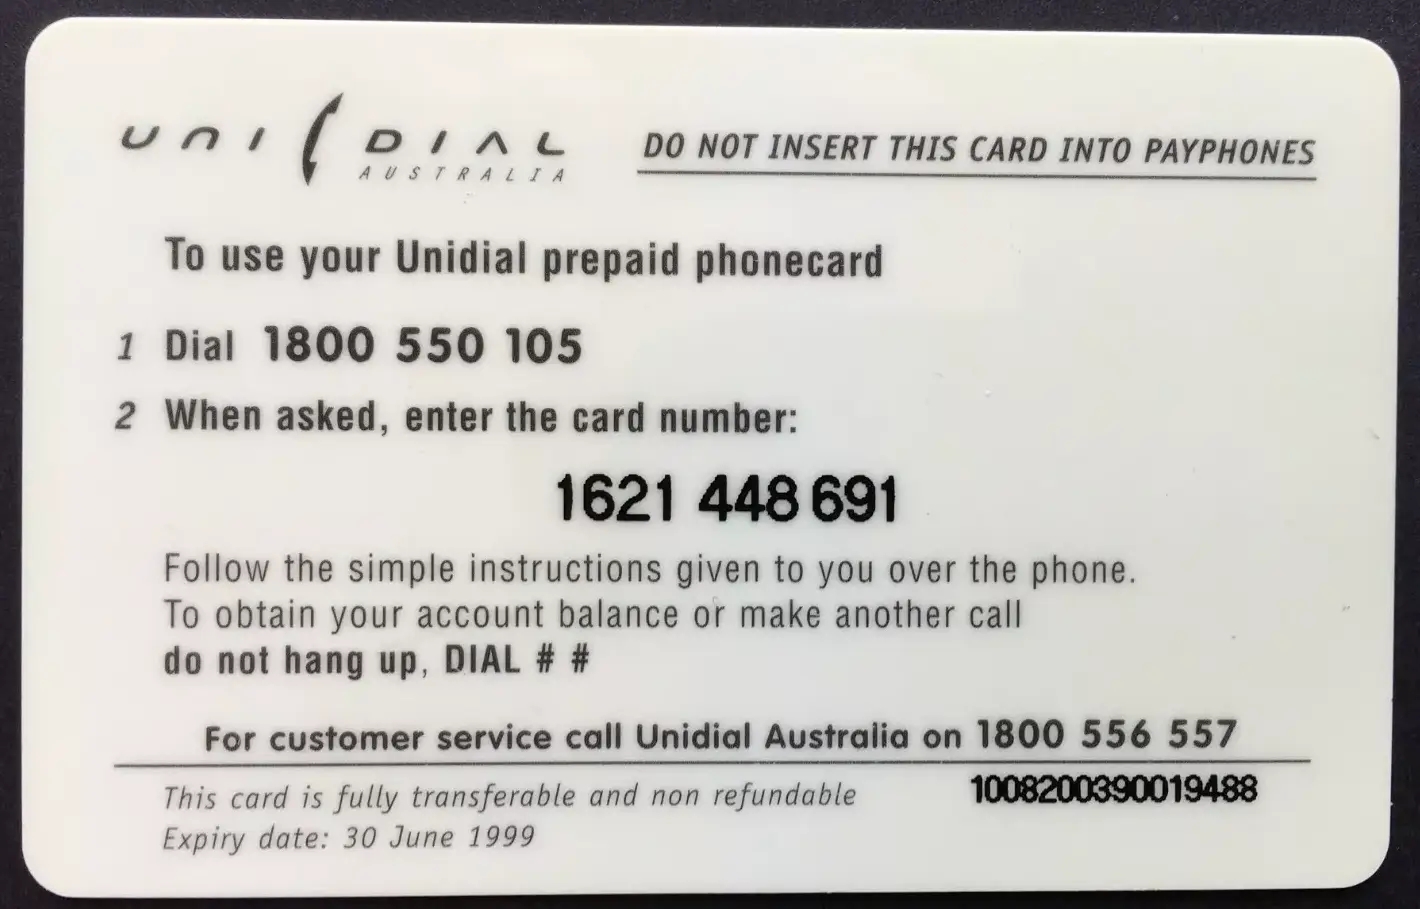 UNI DIAL
AUSTRALIA
DO NOT INSERT THIS CARD INTO PAYPHONES
To use your Unidial prepaid phonecard
1 Dial 1800 550 105
2 When asked, enter the card number:
1621 448 691
Follow the simple instructions given to you over the phone.
To obtain your account balance or make another call
do not hang up, DIAL # #
For customer service call Unidial Australia on 1800 556 557
This card is fully transferable and non refundable
1008200390019488
Expiry date: 30 June 1999